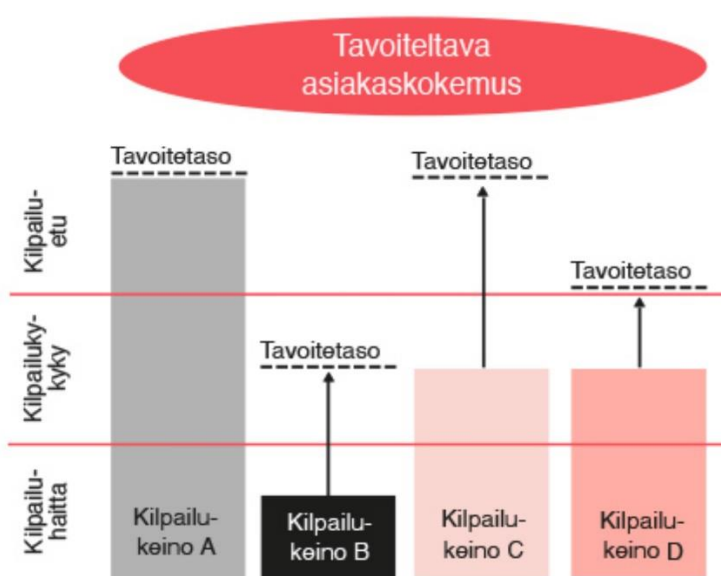 Tavoiteltava
asiakaskokemus
Tavoitetaso
Tavoitetaso
Tavoitetaso
Tavoitetaso
Kilpailu-
etu
Kilpailuky-
kyky
Kilpailu-
haitta
Kilpailu-
keino A
Kilpailu-
keino B
Kilpailu-
keino C
Kilpailu-
keino D